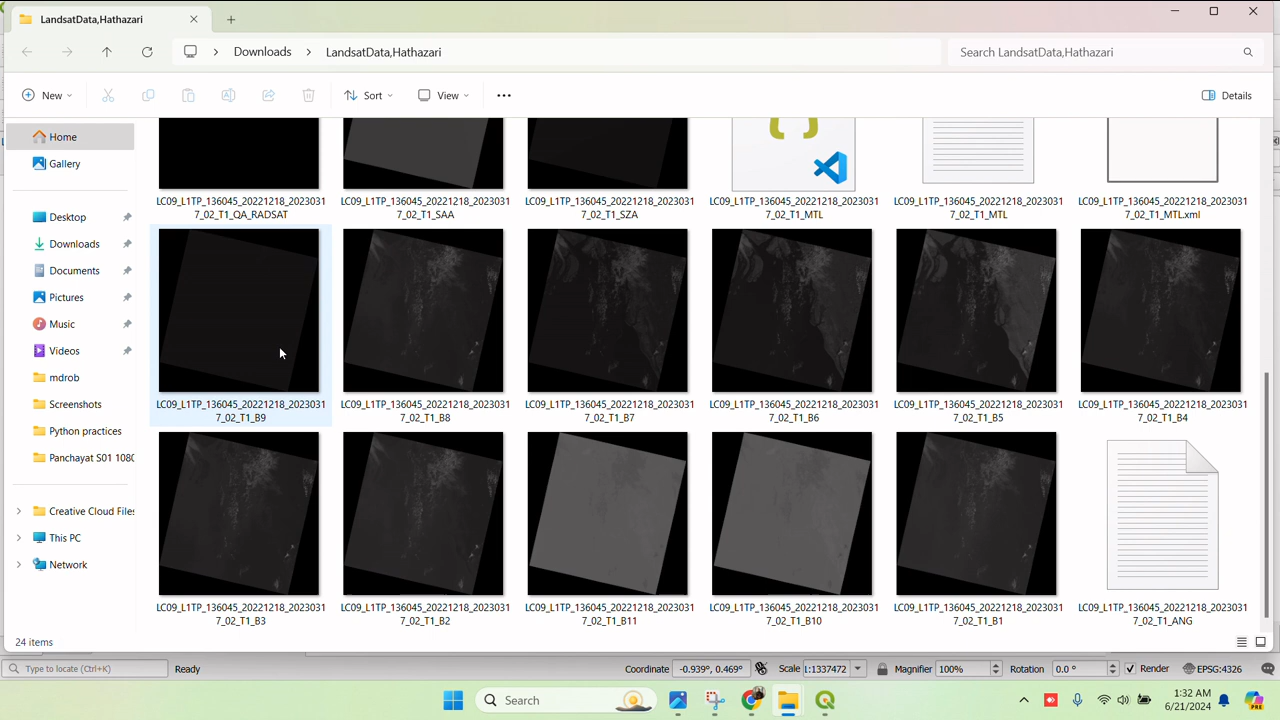 LandsatData,Hathazari
Downloads > LandsatData,Hathazari
Search LandsatData,Hathazari
New
Sort
View
Details
Home
Gallery
Desktop
Downloads
Documents
Pictures
Music
Videos
mdrob
Screenshots
Python practices
Panchayat S01 1080
Creative Cloud Files
This PC
Network
LC09_L1TP_136045_20221218_2023031
7_02_T1_QA_RADSAT
LC09_L1TP_136045_20221218_2023031
7_02_T1_SAA
LC09_L1TP_136045_20221218_2023031
7_02_T1_SZA
LC09_L1TP_136045_20221218_2023031
7_02_T1_MTL
LC09_L1TP_136045_20221218_2023031
7_02_T1_MTL
LC09_L1TP_136045_20221218_2023031
7_02_T1_MTL.xml
LC09_L1TP_136045_20221218_2023031
7_02_T1_B9
LC09_L1TP_136045_20221218_2023031
7_02_T1_B8
LC09_L1TP_136045_20221218_2023031
7_02_T1_B7
LC09_L1TP_136045_20221218_2023031
7_02_T1_B6
LC09_L1TP_136045_20221218_2023031
7_02_T1_B5
LC09_L1TP_136045_20221218_2023031
7_02_T1_B4
LC09_L1TP_136045_20221218_2023031
7_02_T1_B3
LC09_L1TP_136045_20221218_2023031
7_02_T1_B2
LC09_L1TP_136045_20221218_2023031
7_02_T1_B11
LC09_L1TP_136045_20221218_2023031
7_02_T1_B10
LC09_L1TP_136045_20221218_2023031
7_02_T1_B1
LC09_L1TP_136045_20221218_2023031
7_02_T1_ANG
24 items
Type to locate (Ctrl+K)
Ready
Coordinate -0.939°, 0.469°
Scale 1:1337472
Magnifier 100%
Rotation 0.0 °
Render
EPSG:4326
Search
1:32 AM
6/21/2024
PRE